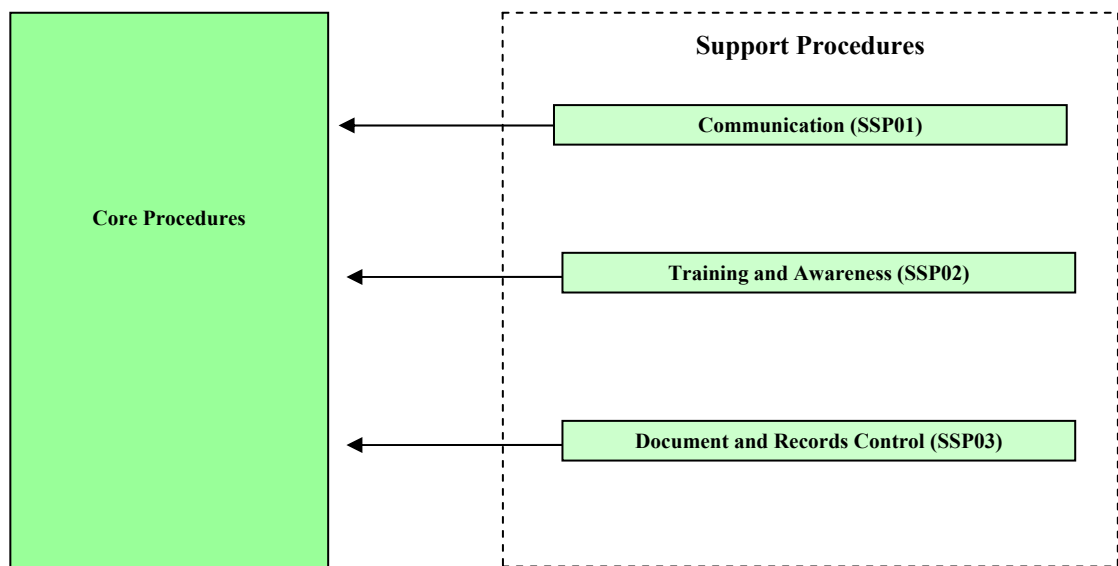 Support Procedures
Communication (SSP01)
Core Procedures
Training and Awareness (SSP02)
Document and Records Control (SSP03)